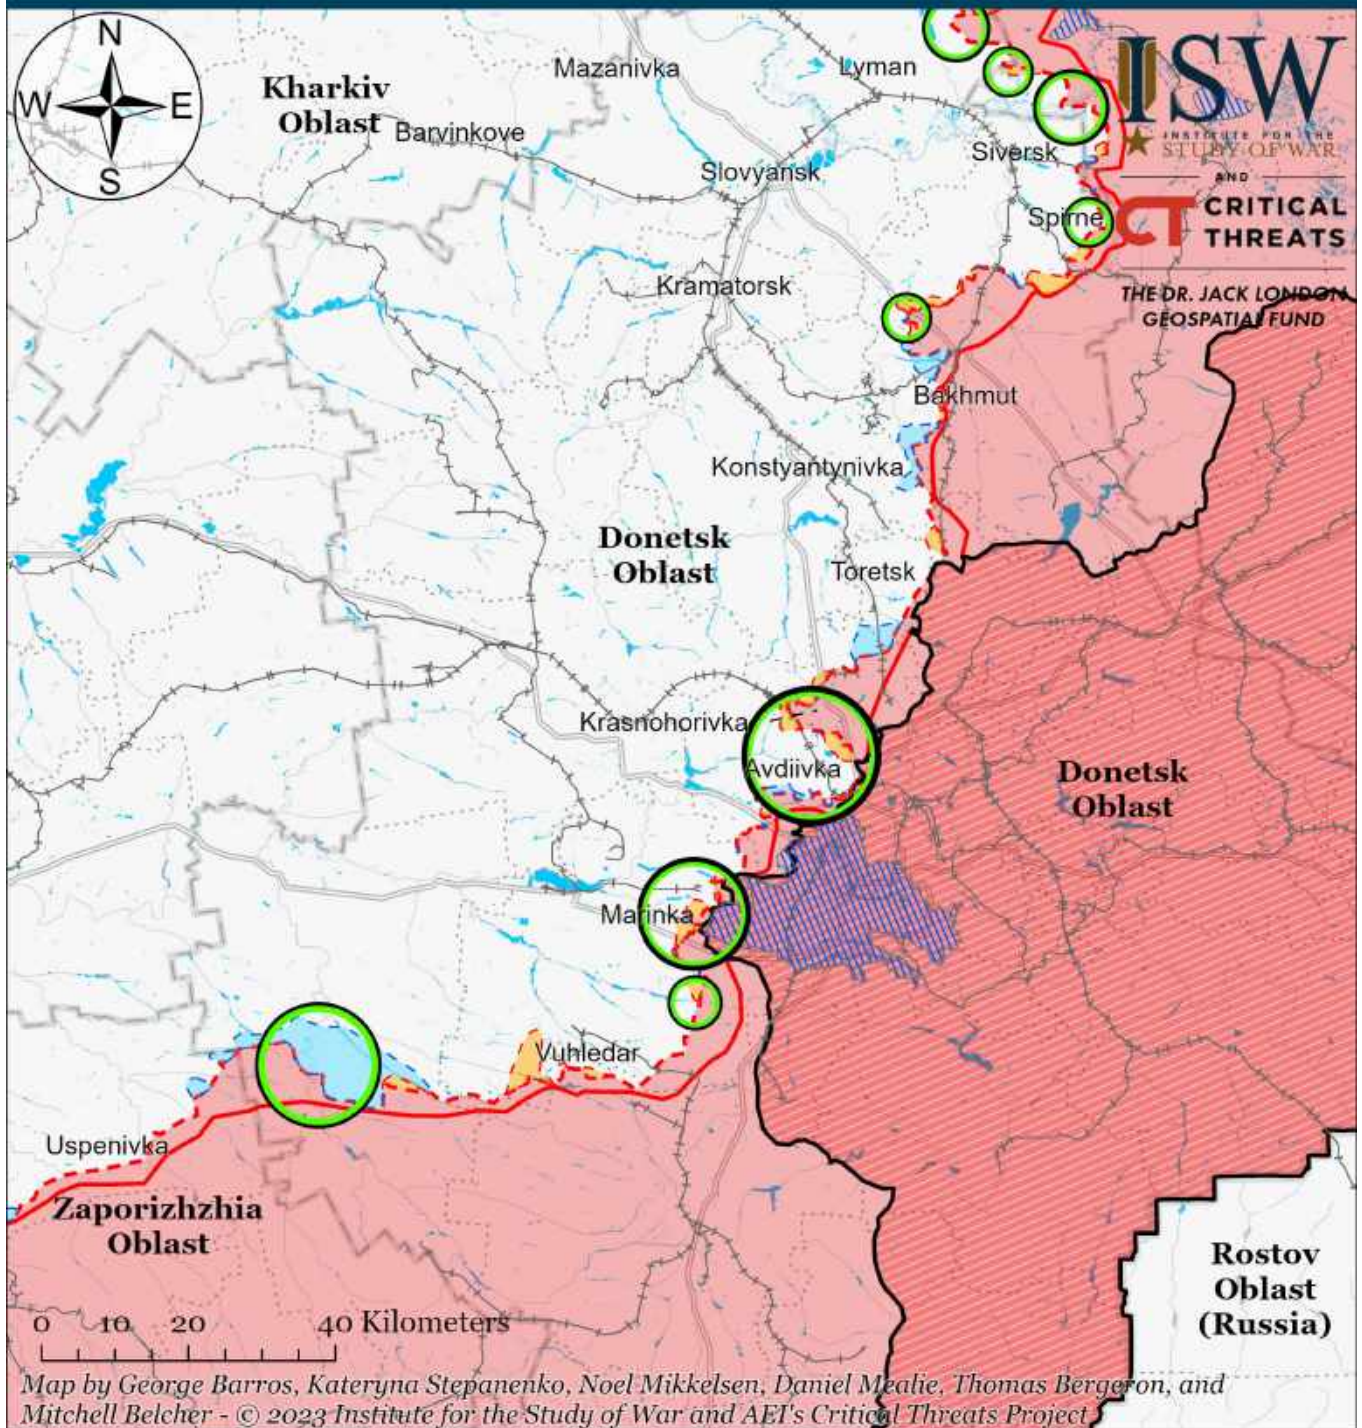 N
W
E
S
Kharkiv
Oblast
Barvinkove
Mazanivka
Lyman
ISW
INSTITUTE FOR THE
STUDY OF WAR
AND
CT CRITICAL
THREATS
THE DR. JACK LONDON
GEOSPATIAL FUND
Siversk
Slovyansk
Spirne
Kramatorsk
Bakhmut
Konstyantynivka
Donetsk
Oblast
Toretsk
Krasnohorivka
Avdiivka
Donetsk
Oblast
Marinka
Vuhledar
Uspenivka
Zaporizhzhia
Oblast
Rostov
Oblast
(Russia)
0 10 20 40 Kilometers
Map by George Barros, Kateryna Stepanenko, Noel Mikkelsen, Daniel Mealie, Thomas Bergeron, and
Mitchell Belcher - © 2023 Institute for the Study of War and AEI's Critical Threats Project